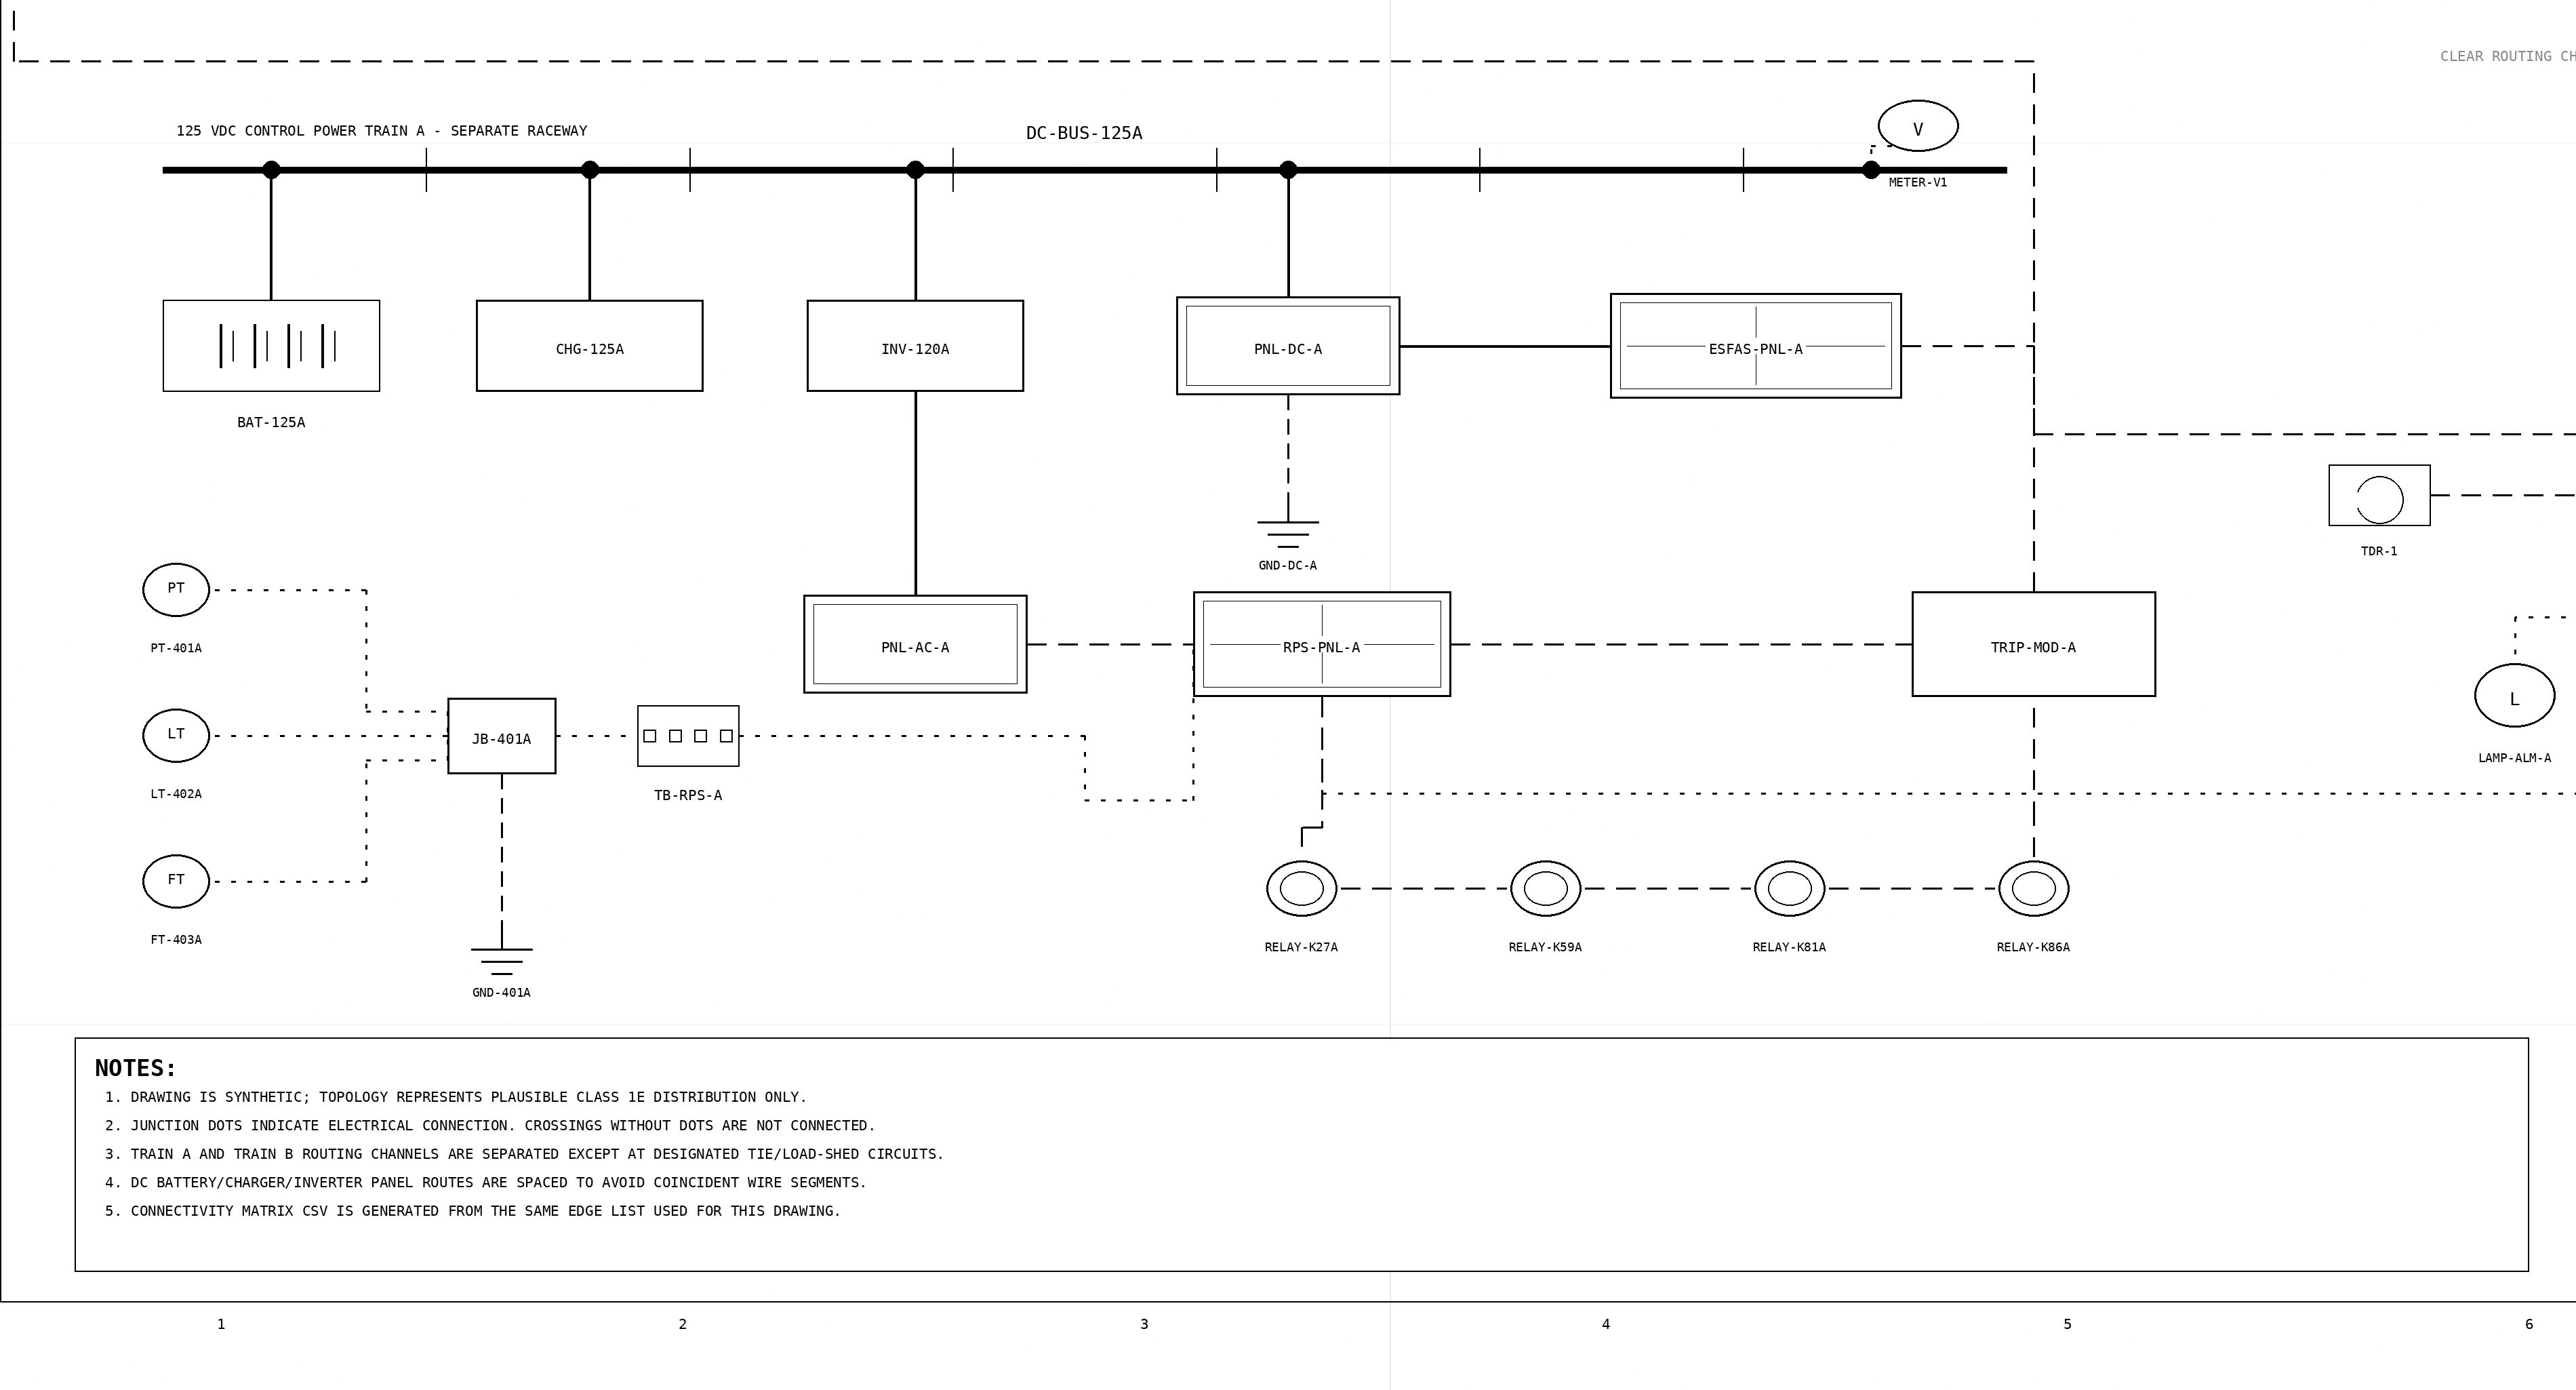 CLEAR ROUTING CH
V
125 VDC CONTROL POWER TRAIN A - SEPARATE RACEWAY
DC-BUS-125A
METER-V1
CHG-125A
INV-120A
PNL-DC-A
ESFAS-PNL-A
BAT-125A
TDR-1
GND-DC-A
PT
PT-401A
PNL-AC-A
RPS-PNL-A
TRIP-MOD-A
L
LT
JB-401A
LAMP-ALM-A
LT-402A
TB-RPS-A
FT
FT-403A
RELAY-K27A
RELAY-K59A
RELAY-K81A
RELAY-K86A
GND-401A
NOTES:
1. DRAWING IS SYNTHETIC; TOPOLOGY REPRESENTS PLAUSIBLE CLASS 1E DISTRIBUTION ONLY.
2. JUNCTION DOTS INDICATE ELECTRICAL CONNECTION. CROSSINGS WITHOUT DOTS ARE NOT CONNECTED.
3. TRAIN A AND TRAIN B ROUTING CHANNELS ARE SEPARATED EXCEPT AT DESIGNATED TIE/LOAD-SHED CIRCUITS.
4. DC BATTERY/CHARGER/INVERTER PANEL ROUTES ARE SPACED TO AVOID COINCIDENT WIRE SEGMENTS.
5. CONNECTIVITY MATRIX CSV IS GENERATED FROM THE SAME EDGE LIST USED FOR THIS DRAWING.
1 2 3 4 5 6